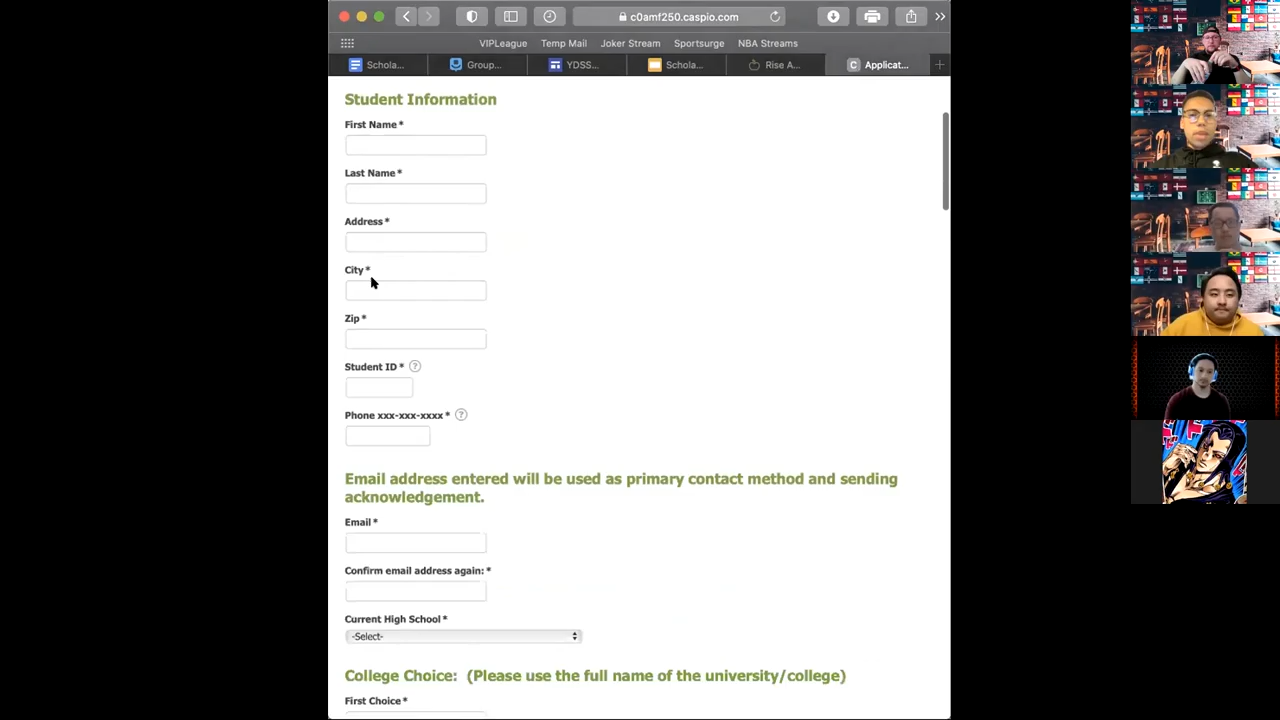 c0amf250.caspio.com
VIPLeague Temp Mail Joker Stream Sportsurge NBA Streams
Schola... Group... YDSS... Schola... Rise A... Applicat...
Student Information
First Name *
Last Name *
Address *
City *
Zip *
Student ID * ?
Phone xxx-xxx-xxxx * ?
Email address entered will be used as primary contact method and sending
acknowledgement.
Email *
Confirm email address again: *
Current High School *
-Select-
College Choice: (Please use the full name of the university/college)
First Choice *